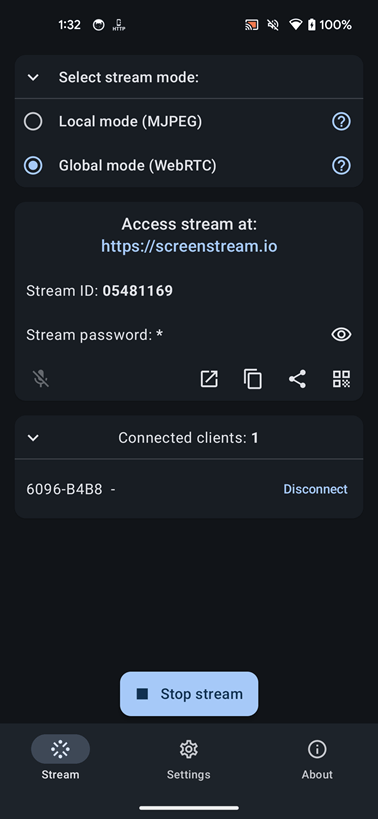 1:32 HTTP 100%
Select stream mode:
Local mode (MJPEG)
Global mode (WebRTC)
Access stream at:
https://screenstream.io
Stream ID: 05481169
Stream password: *
Connected clients: 1
6096-B4B8 - Disconnect
Stop stream
Stream Settings About